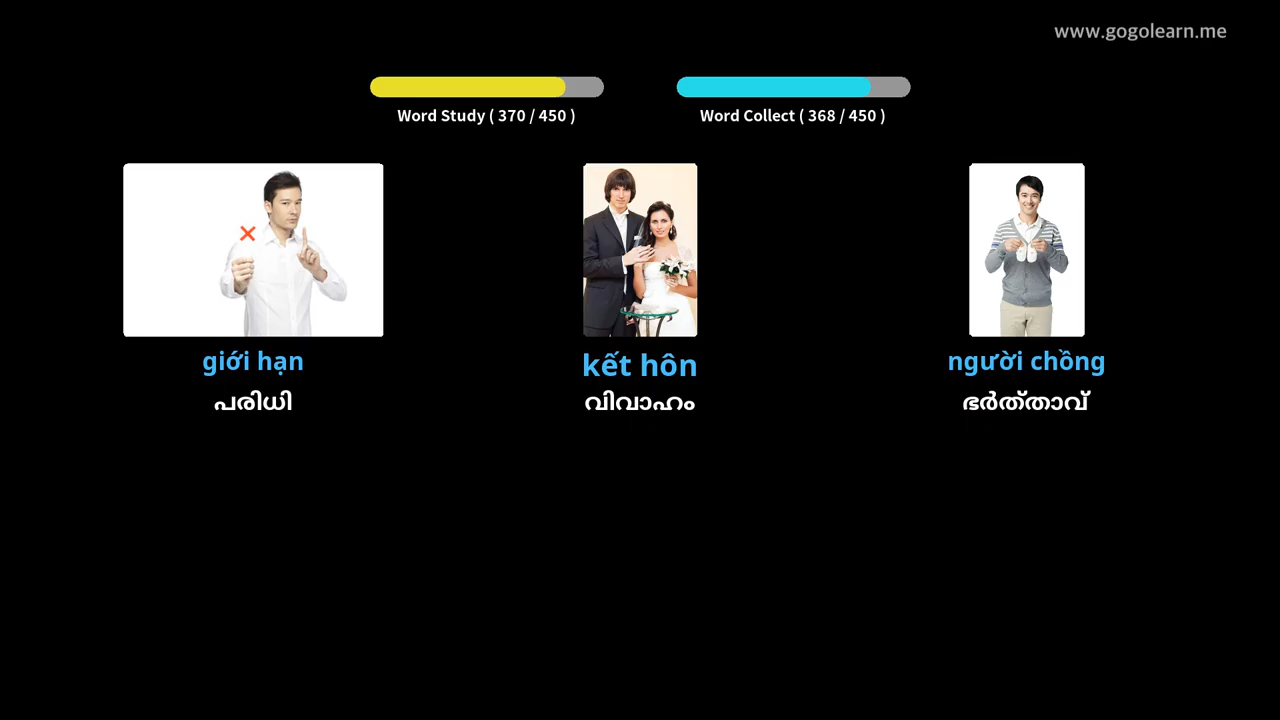 www.gogolearn.me
Word Study ( 370 / 450 )
Word Collect ( 368 / 450 )
giới hạn
kết hôn
người chồng
പരിധി
വിവാഹം
ഭർത്താവ്